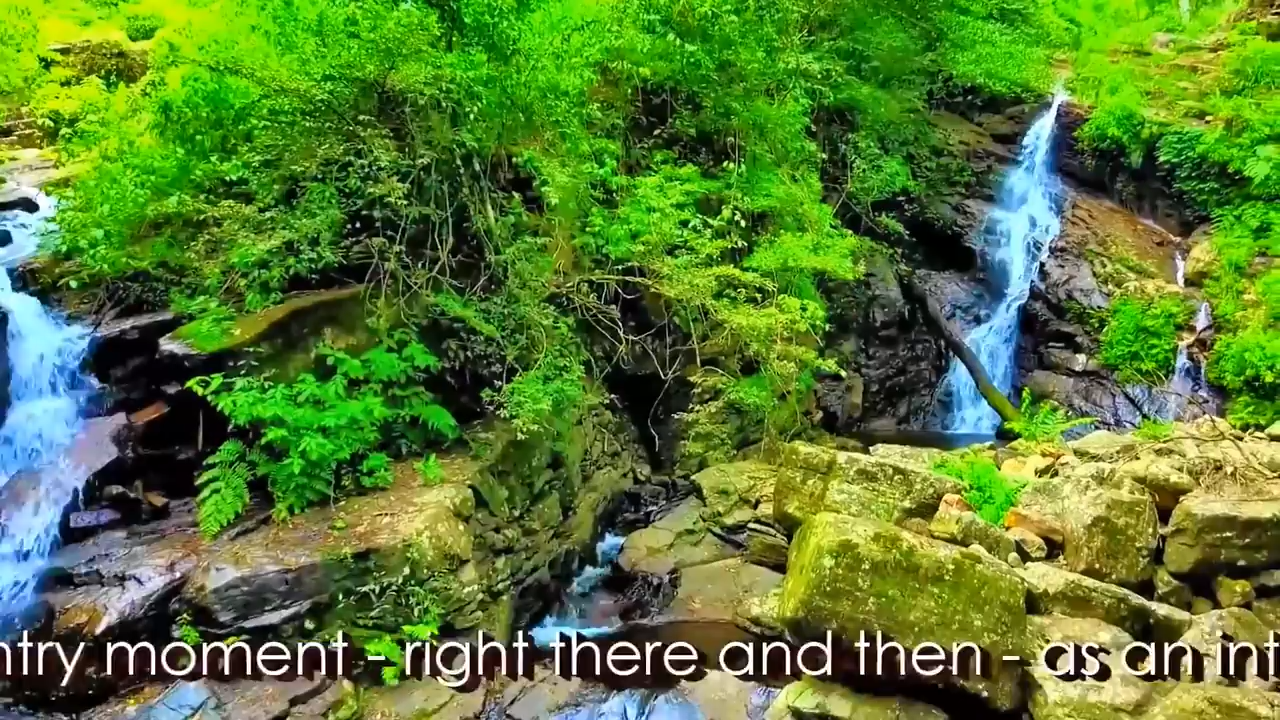 ntry moment - right there and then - as an int